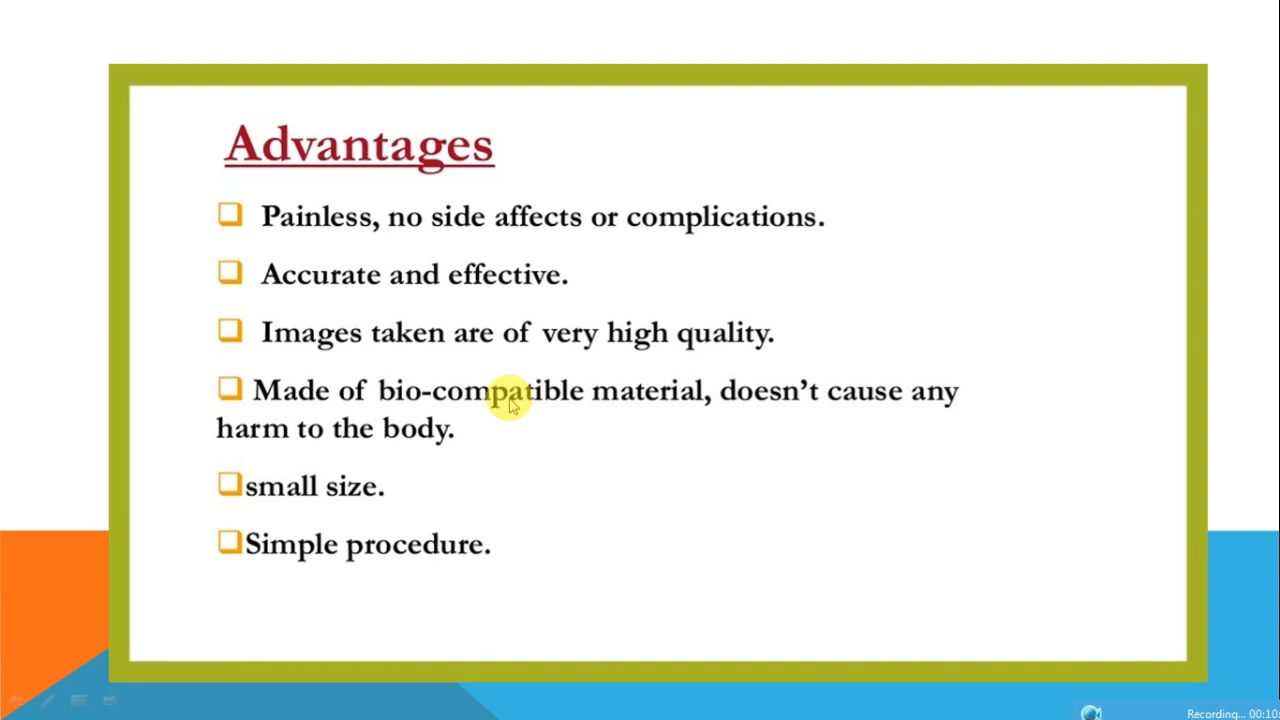 Advantages
❑ Painless, no side affects or complications.
❑ Accurate and effective.
❑ Images taken are of very high quality.
❑ Made of bio-compatible material, doesn’t cause any
harm to the body.
❑small size.
❑Simple procedure.
Recording... 00:10: